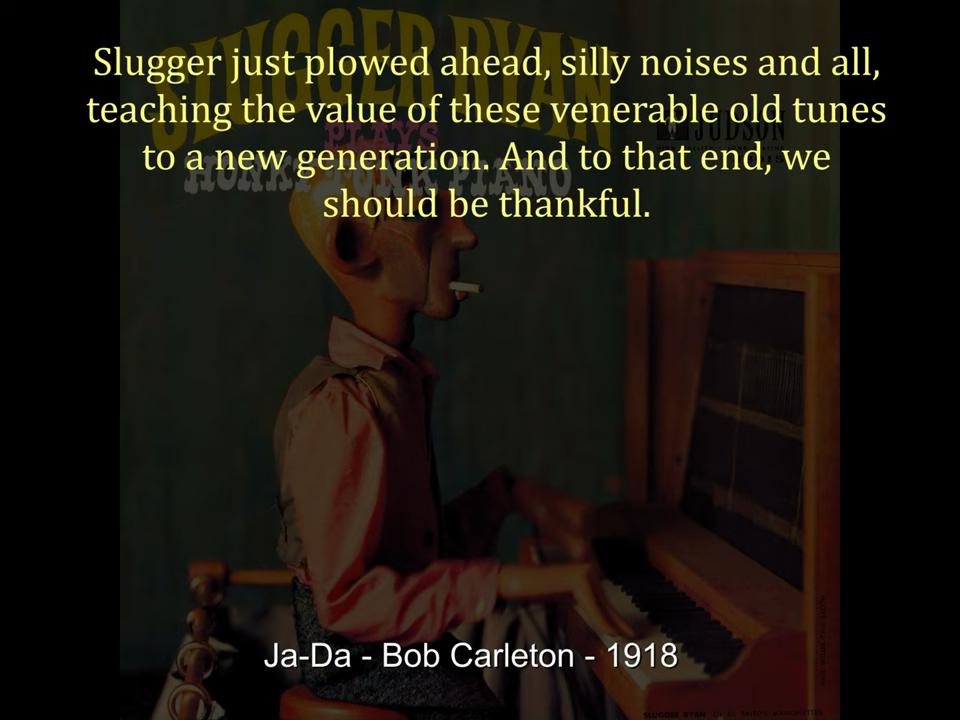 SLUGGER RYAN
PLAYS
HONKY TONK PIANO
JUDSON
Slugger just plowed ahead, silly noises and all,
teaching the value of these venerable old tunes
to a new generation. And to that end, we
should be thankful.
Ja-Da - Bob Carleton - 1918